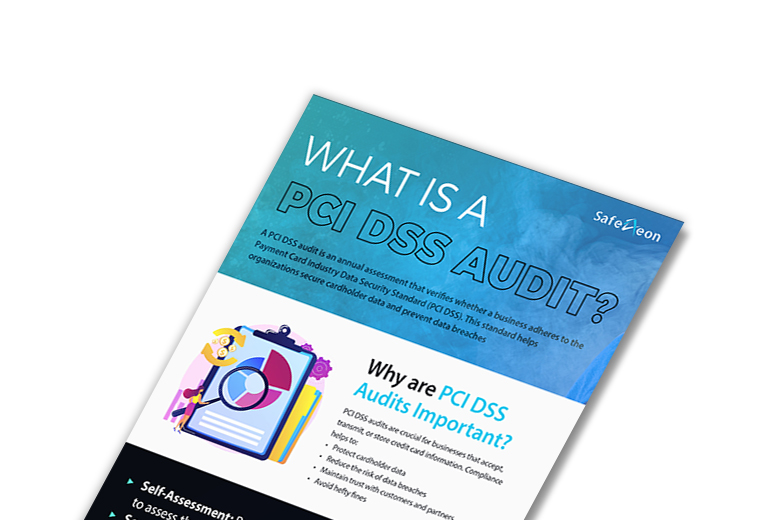 WHAT IS A
SafeAeon
PCI DSS AUDIT?
A PCI DSS audit is an annual assessment that verifies whether a business adheres to the
Payment Card Industry Data Security Standard (PCI DSS). This standard helps
organizations secure cardholder data and prevent data breaches
Why are PCI DSS
Audits Important?
PCI DSS audits are crucial for businesses that accept,
transmit, or store credit card information. Compliance
helps to:
• Protect cardholder data
• Reduce the risk of data breaches
• Maintain trust with customers and partners
• Avoid hefty fines
Self-Assessment:
to assess